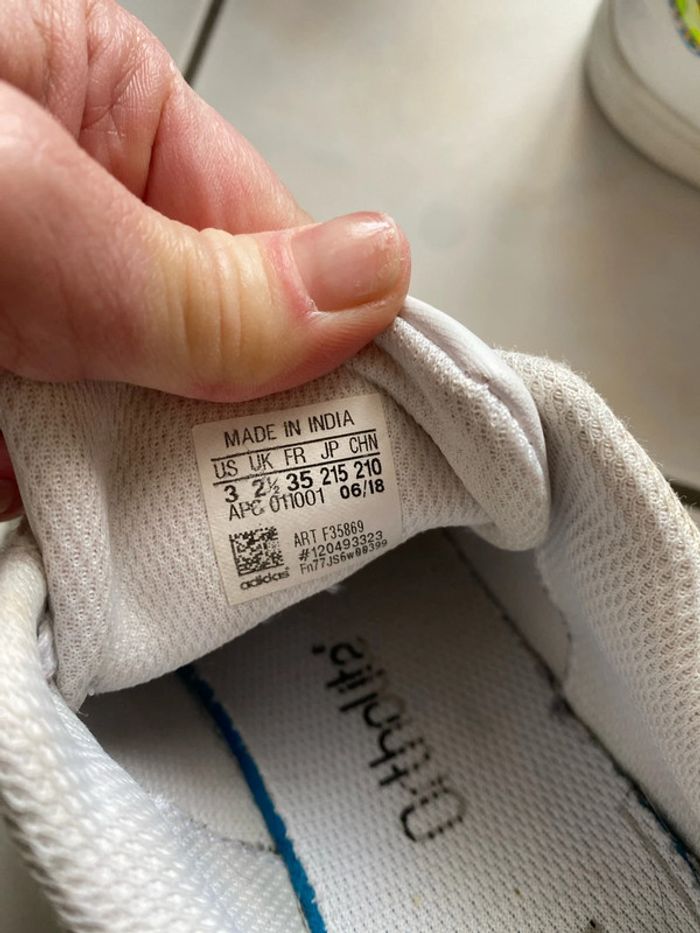 MADE IN INDIA
US UK FR JP CHN
3 2½ 35 215 210
APC 011001 06/18
ART F35869
#120493323
Fn77JS6w00399
adidas
Ortholite